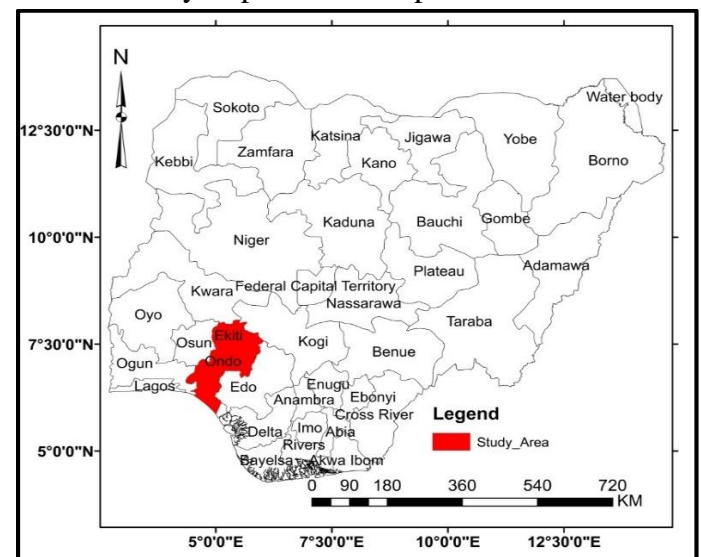 N
Water body
Sokoto
12°30'0"N
Katsina
Jigawa
Yobe
Zamfara
Kano
Kebbi
Borno
Kaduna
Bauchi
Gombe
10°0'0"N
Niger
Plateau
Adamawa
Federal Capital Territory
Kwara
Nassarawa
Oyo
Taraba
Ekiti
7°30'0"N
Osun
Kogi
Benue
Ogun
Ondo
Lagos
Edo
Enugu
Anambra
Ebonyi
Cross River
Legend
Delta
Imo
Abia
Study_Area
Rivers
5°0'0"N
Bayelsa
Akwa Ibom
0 90 180 360 540 720
KM
5°0'0"E 7°30'0"E 10°0'0"E 12°30'0"E